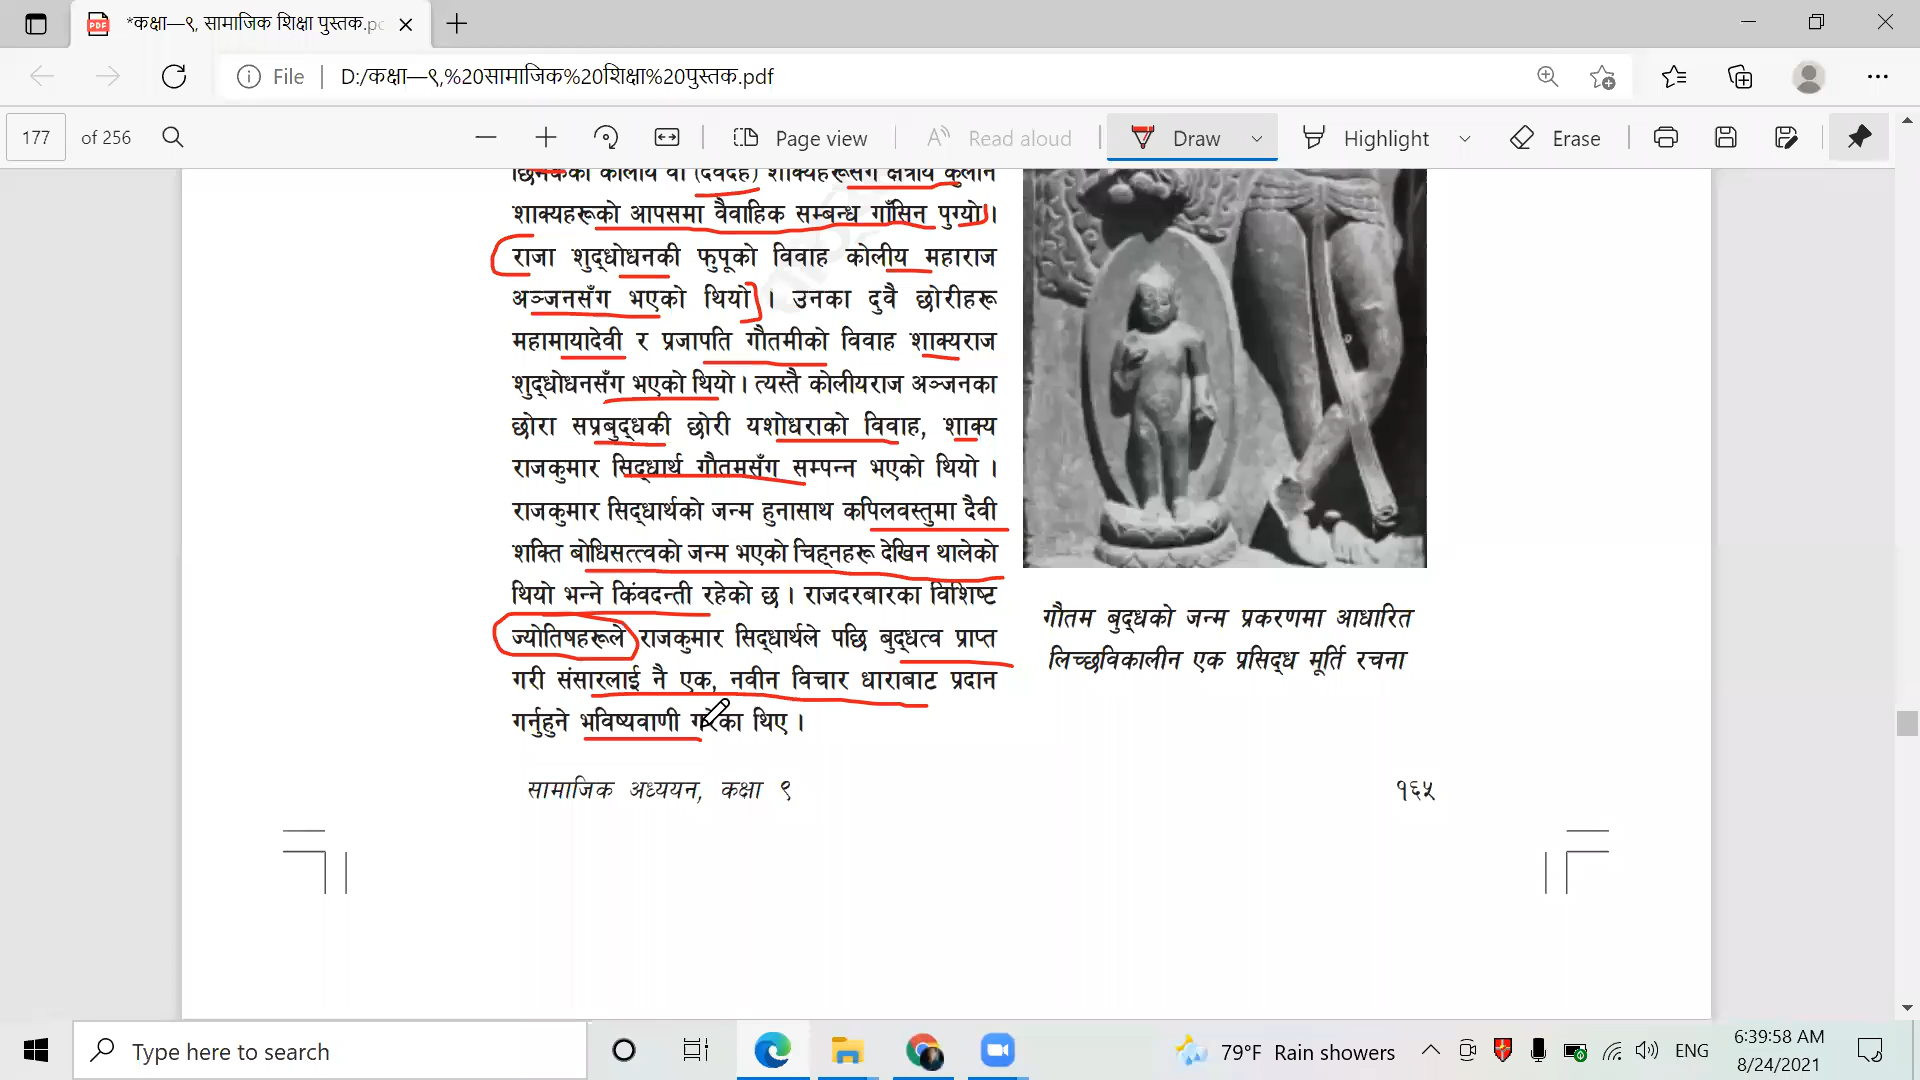 *कक्षा—९, सामाजिक शिक्षा पुस्तक.pd
File
D:/कक्षा—९,%20सामाजिक%20शिक्षा%20पुस्तक.pdf
177 of 256
Page view
Read aloud
Draw
Highlight
Erase
छिमेकका कोलीय वा (देवदह) शाक्यहरूसँग क्षत्रीय कुलीन
शाक्यहरूको आपसमा वैवाहिक सम्बन्ध गाँसिन पुग्यो ।
राजा शुद्धोधनकी फुपूको विवाह कोलीय महाराज
अञ्जनसँग भएको थियो । उनका दुवै छोरीहरू
महामायादेवी र प्रजापति गौतमीको विवाह शाक्यराज
शुद्धोधनसँग भएको थियो । त्यस्तै कोलीयराज अञ्जनका
छोरा सप्रबुद्धकी छोरी यशोधराको विवाह, शाक्य
राजकुमार सिद्धार्थ गौतमसँग सम्पन्न भएको थियो ।
राजकुमार सिद्धार्थको जन्म हुनासाथ कपिलवस्तुमा दैवी
शक्ति बोधिसत्त्वको जन्म भएको चिह्नहरू देखिन थालेको
थियो भन्ने किंवदन्ती रहेको छ । राजदरबारका विशिष्ट
ज्योतिषहरूले राजकुमार सिद्धार्थले पछि बुद्धत्व प्राप्त
गरी संसारलाई नै एक, नवीन विचार धाराबाट प्रदान
गर्नुहुने भविष्यवाणी गरेका थिए ।
गौतम बुद्धको जन्म प्रकरणमा आधारित
लिच्छविकालीन एक प्रसिद्ध मूर्ति रचना
सामाजिक अध्ययन, कक्षा ९
१६५
Type here to search
79°F Rain showers
ENG
6:39:58 AM
8/24/2021